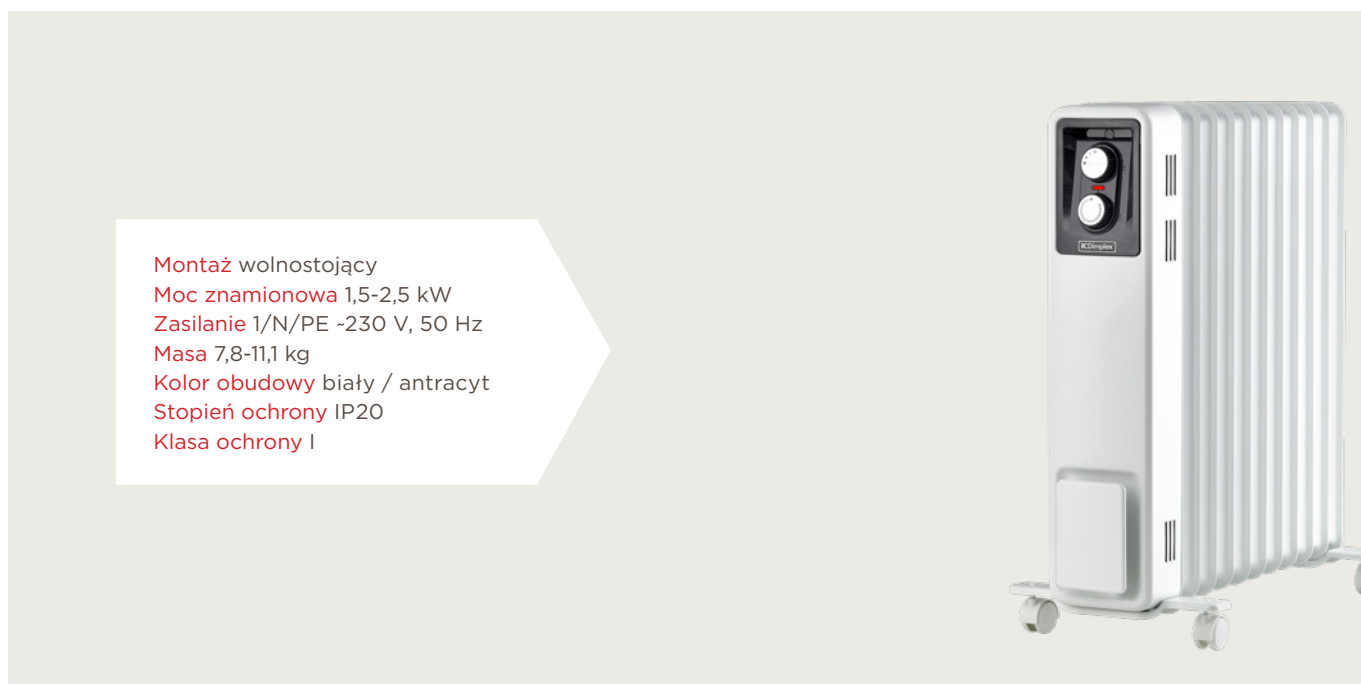 Montaż wolnostojący
Moc znamionowa 1,5-2,5 kW
Zasilanie 1/N/PE ~230 V, 50 Hz
Masa 7,8-11,1 kg
Kolor obudowy biały / antracyt
Stopień ochrony IP20
Klasa ochrony I
Dimplex